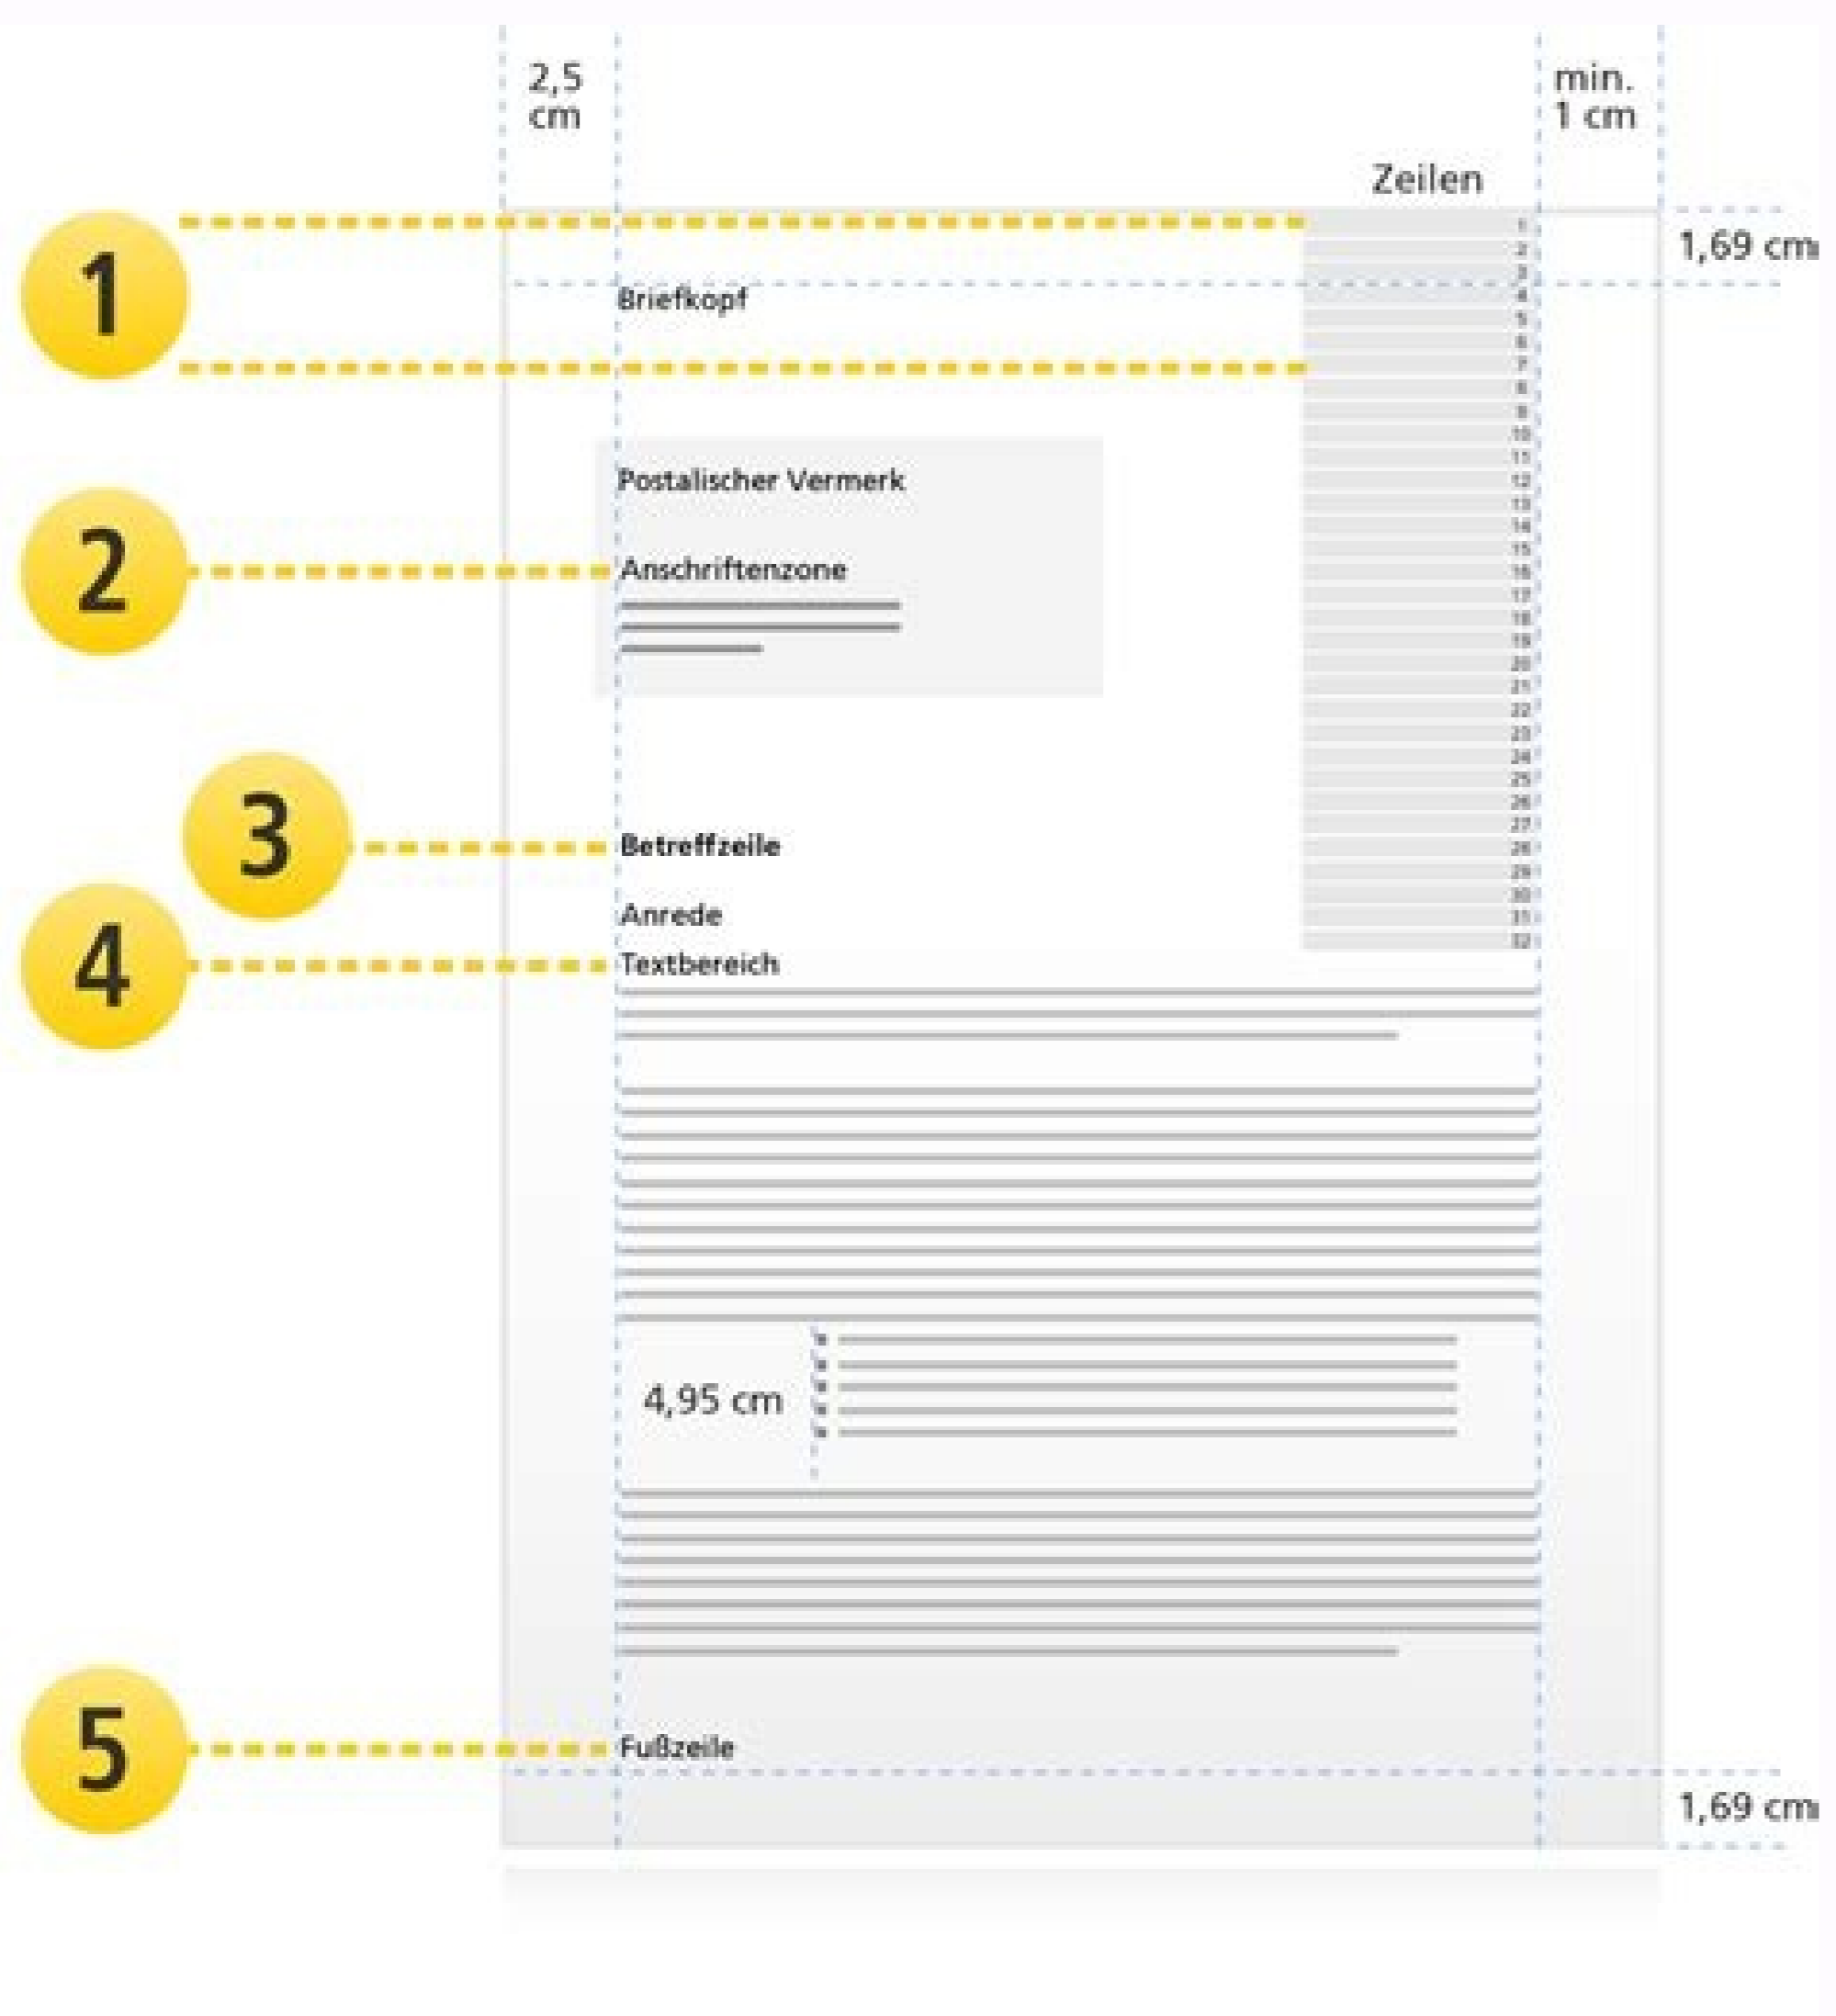 2,5
cm
min.
1 cm
Zeilen
1
1
2
1,69 cm
3
Briefkopf
4
5
6
7
8
9
10
11
Postalischer Vermerk
12
13
14
15
2
Anschriftenzone
16
17
18
19
20
21
22
23
24
25
26
27
3
Betreffzeile
28
29
30
Anrede
31
32
4
Textbereich
4,95 cm
5
Fußzeile
1,69 cm